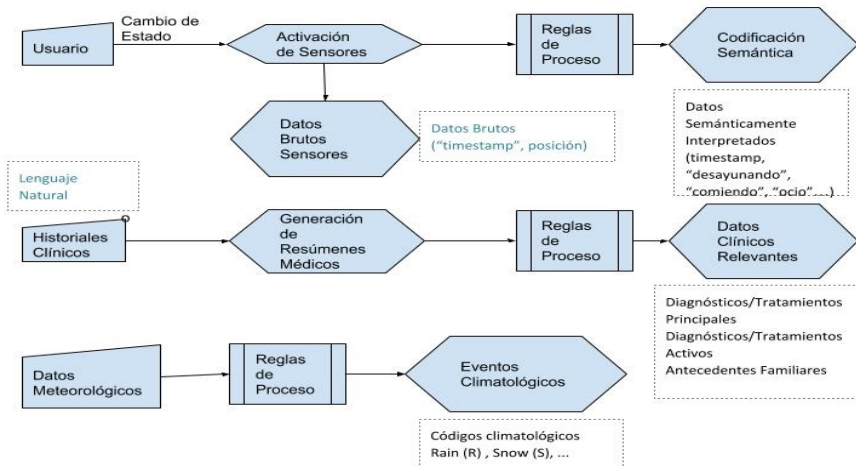 Usuario
Cambio de
Estado
Activación
de Sensores
Reglas
de
Proceso
Codificación
Semántica
Datos
Brutos
Sensores
Datos Brutos
(“timestamp”, posición)
Datos
Semánticamente
Interpretados
(timestamp,
“desayunando”,
“comiendo”, “ocio”…)
Lenguaje
Natural
Historiales
Clínicos
Generación
de
Resúmenes
Médicos
Reglas
de
Proceso
Datos
Clínicos
Relevantes
Diagnósticos/Tratamientos
Principales
Diagnósticos/Tratamientos
Activos
Antecedentes Familiares
Datos
Meteorológicos
Reglas
de
Proceso
Eventos
Climatológicos
Códigos climatológicos
Rain (R) , Snow (S), ...